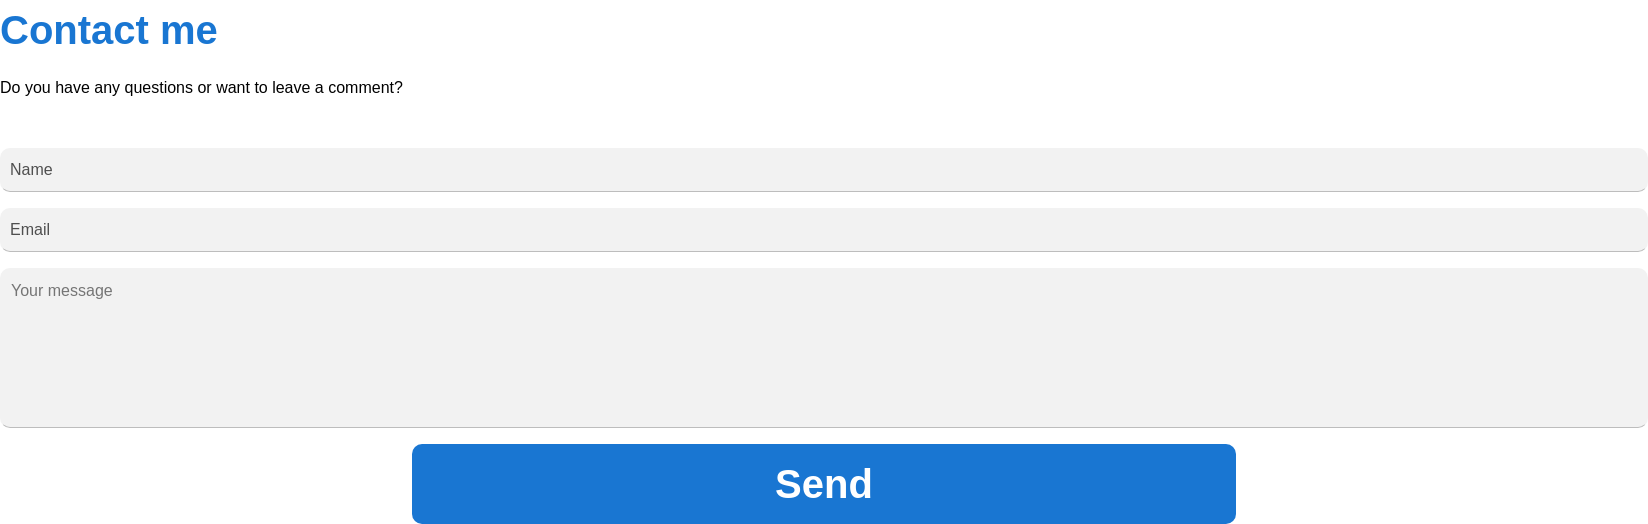 Contact me
Do you have any questions or want to leave a comment?
Name
Email
Your message
Send